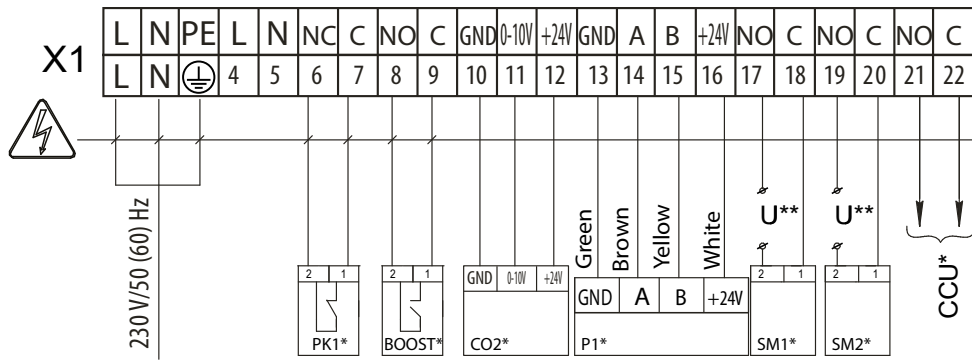 L N PE L N NC C NO C GND 0-10V +24V GND A B +24V NO C NO C NO C
X1
L N 4 5 6 7 8 9 10 11 12 13 14 15 16 17 18 19 20 21 22
230 V/50 (60) Hz
Green
Brown
Yellow
White
U**
U**
CCU*
2 1
PK1*
2 1
BOOST*
GND 0-10V +24V
CO2*
GND A B +24V
P1*
2 1
SM1*
2 1
SM2*